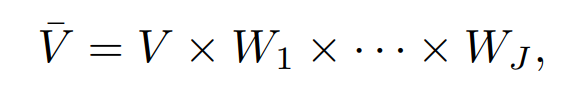 V̄ = V × W₁ × ⋯ × W_J,